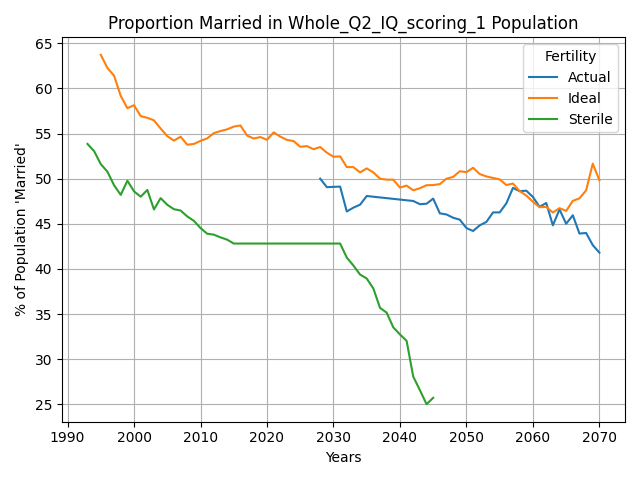 Proportion Married in Whole_Q2_IQ_scoring_1 Population
% of Population 'Married'
65
60
55
50
45
40
35
30
25
Fertility
Actual
Ideal
Sterile
1990 2000 2010 2020 2030 2040 2050 2060 2070
Years